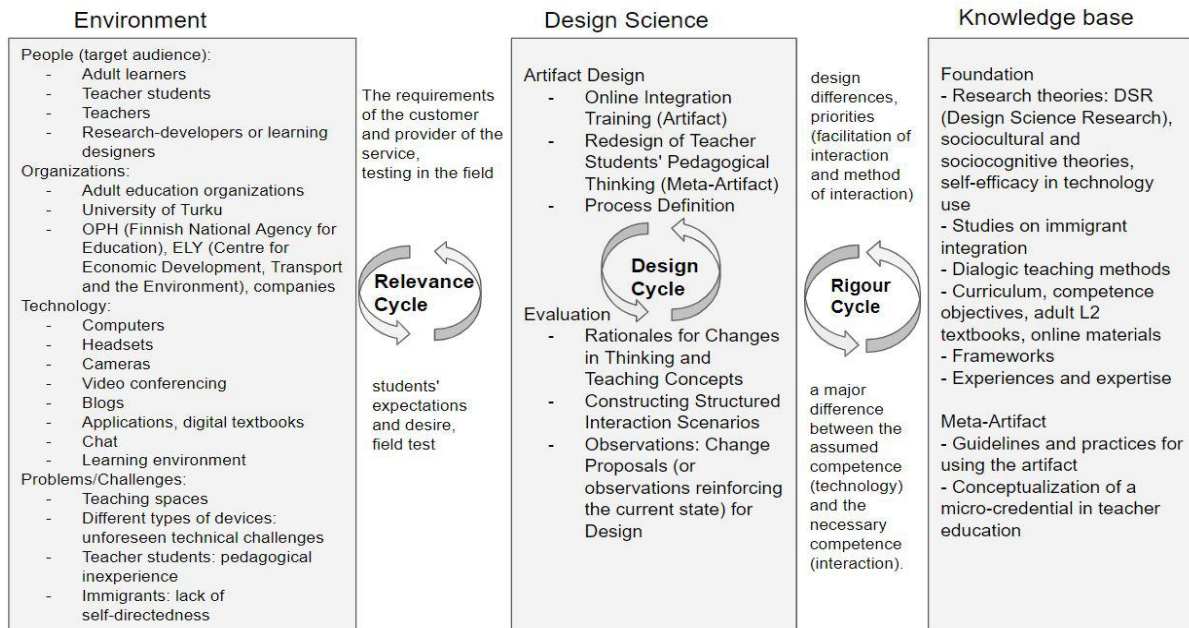 Environment
People (target audience):
- Adult learners
- Teacher students
- Teachers
- Research-developers or learning
designers
Organizations:
- Adult education organizations
- University of Turku
- OPH (Finnish National Agency for
Education), ELY (Centre for
Economic Development, Transport
and the Environment), companies
Technology:
- Computers
- Headsets
- Cameras
- Video conferencing
- Blogs
- Applications, digital textbooks
- Chat
- Learning environment
Problems/Challenges:
- Teaching spaces
- Different types of devices:
unforeseen technical challenges
- Teacher students: pedagogical
inexperience
- Immigrants: lack of
self-directedness
The requirements
of the customer
and provider of the
service,
testing in the field
Relevance
Cycle
students'
expectations
and desire,
field test
Design Science
Artifact Design
- Online Integration
Training (Artifact)
- Redesign of Teacher
Students' Pedagogical
Thinking (Meta-Artifact)
- Process Definition
Design
Cycle
Evaluation
- Rationales for Changes
in Thinking and
Teaching Concepts
- Constructing Structured
Interaction Scenarios
- Observations: Change
Proposals (or
observations reinforcing
the current state) for
Design
design
differences,
priorities
(facilitation of
interaction
and method
of interaction)
Rigour
Cycle
a major
difference
between the
assumed
competence
(technology)
and the
necessary
competence
(interaction).
Knowledge base
Foundation
- Research theories: DSR
(Design Science Research),
sociocultural and
sociocognitive theories,
self-efficacy in technology
use
- Studies on immigrant
integration
- Dialogic teaching methods
- Curriculum, competence
objectives, adult L2
textbooks, online materials
- Frameworks
- Experiences and expertise
Meta-Artifact
- Guidelines and practices for
using the artifact
- Conceptualization of a
micro-credential in teacher
education